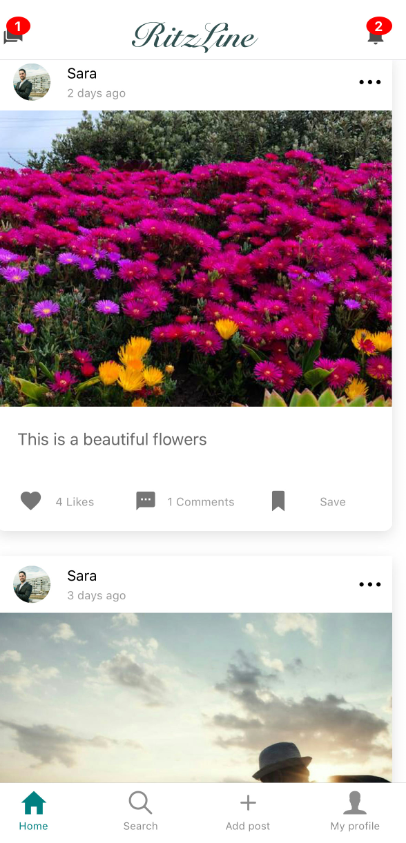 1
RitzLine
2
Sara
2 days ago
This is a beautiful flowers
4 Likes
1 Comments
Save
Sara
3 days ago
Home
Search
Add post
My profile